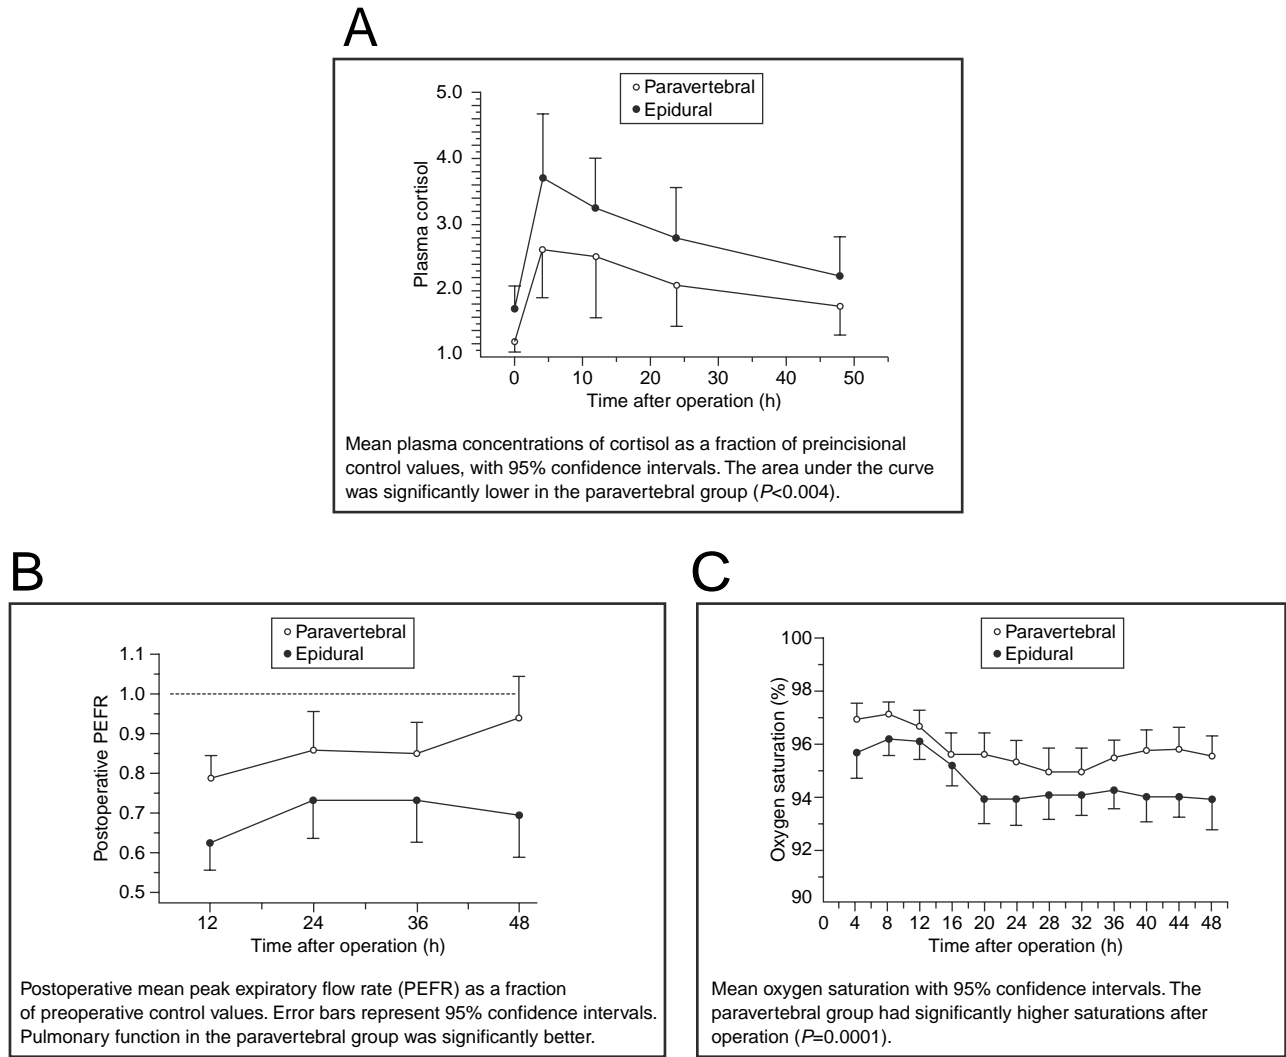 A
Paravertebral
Epidural
5.0
4.0
3.0
2.0
1.0
Plasma cortisol
0 10 20 30 40 50
Time after operation (h)
Mean plasma concentrations of cortisol as a fraction of preincisional
control values, with 95% confidence intervals. The area under the curve
was significantly lower in the paravertebral group (P<0.004).
B
Paravertebral
Epidural
1.1
1.0
0.9
0.8
0.7
0.6
0.5
Postoperative PEFR
12 24 36 48
Time after operation (h)
Postoperative mean peak expiratory flow rate (PEFR) as a fraction
of preoperative control values. Error bars represent 95% confidence intervals.
Pulmonary function in the paravertebral group was significantly better.
C
Paravertebral
Epidural
100
98
96
94
92
90
Oxygen saturation (%)
0 4 8 12 16 20 24 28 32 36 40 44 48
Time after operation (h)
Mean oxygen saturation with 95% confidence intervals. The
paravertebral group had significantly higher saturations after
operation (P=0.0001).